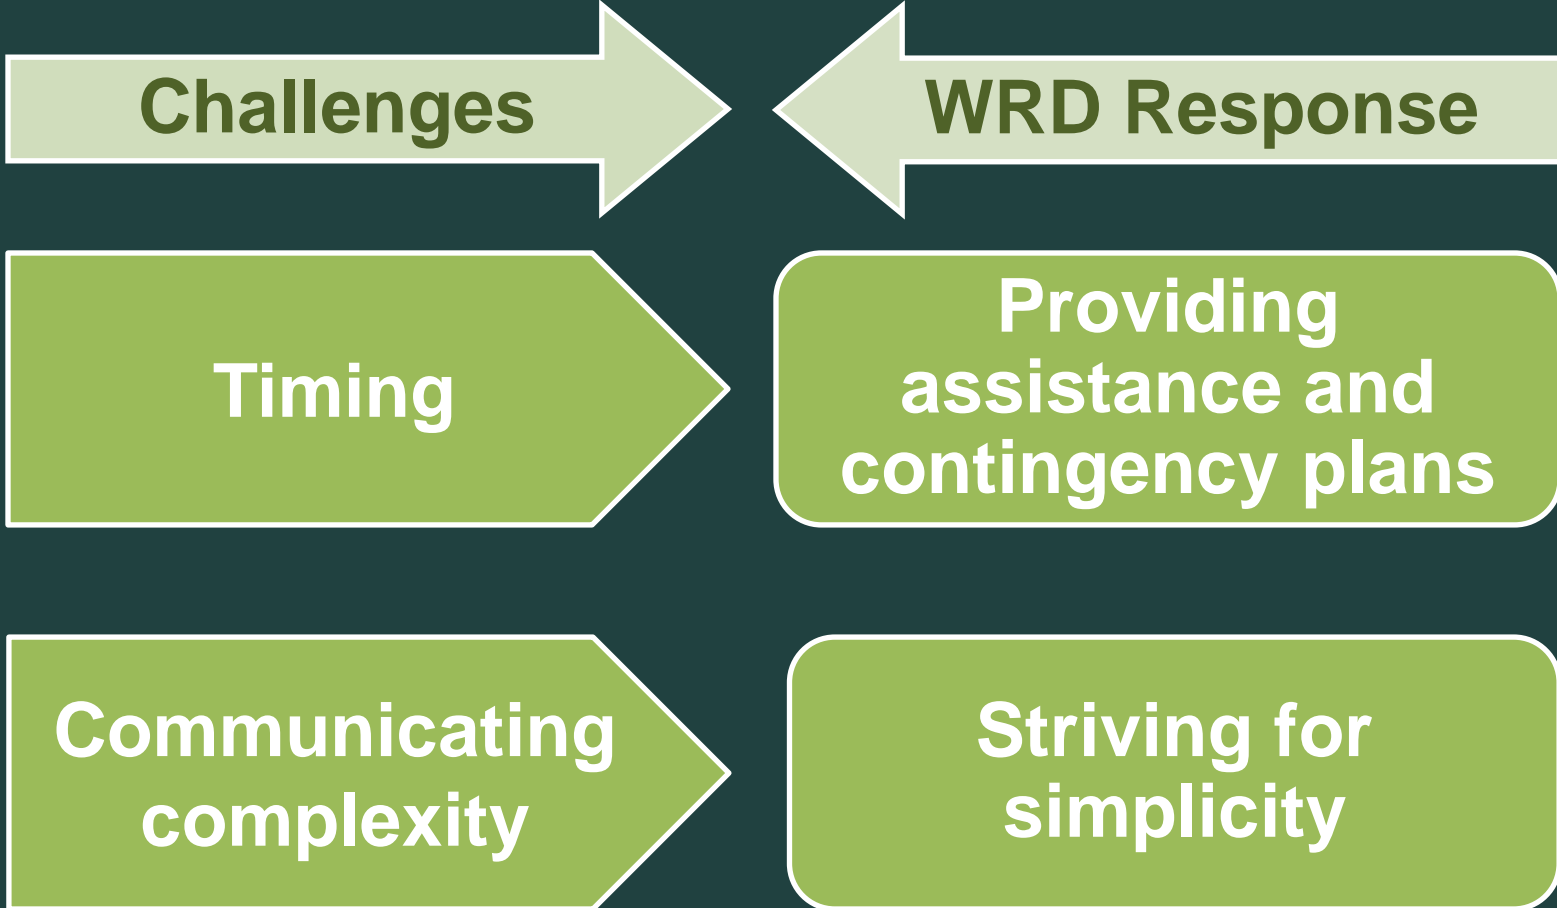 Challenges
WRD Response
Timing
Providing
assistance and
contingency plans
Communicating
complexity
Striving for
simplicity